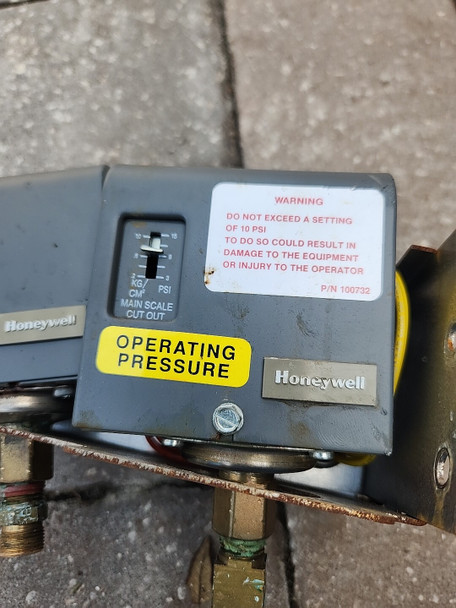 WARNING
DO NOT EXCEED A SETTING
OF 10 PSI
TO DO SO COULD RESULT IN
DAMAGE TO THE EQUIPMENT
OR INJURY TO THE OPERATOR
P/N 100732
KG/ PSI
CM²
MAIN SCALE
CUT OUT
OPERATING
PRESSURE
Honeywell
Honeywell